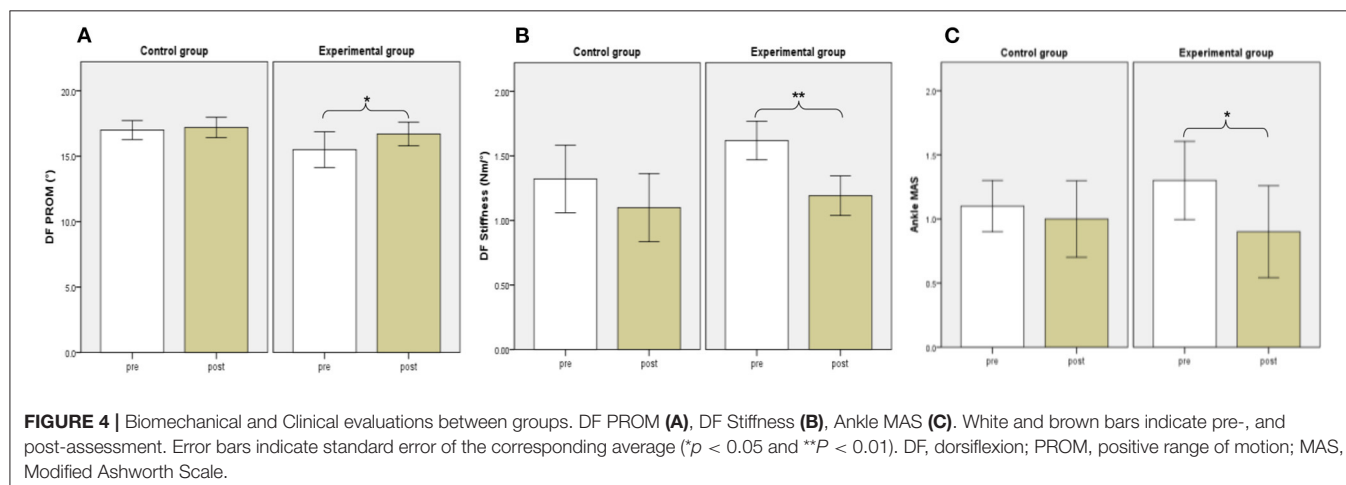 A
Control group Experimental group
DF PROM (°)
20.0
15.0
10.0
5.0
0.0
*
pre post pre post
B
Control group Experimental group
DF Stiffness (Nm/°)
2.00
1.50
1.00
0.50
0.00
**
pre post pre post
C
Control group Experimental group
Ankle MAS
2.0
1.5
1.0
0.5
0.0
*
pre post pre post
FIGURE 4 | Biomechanical and Clinical evaluations between groups. DF PROM (A), DF Stiffness (B), Ankle MAS (C). White and brown bars indicate pre-, and
post-assessment. Error bars indicate standard error of the corresponding average (*p < 0.05 and **P < 0.01). DF, dorsiflexion; PROM, positive range of motion; MAS,
Modified Ashworth Scale.